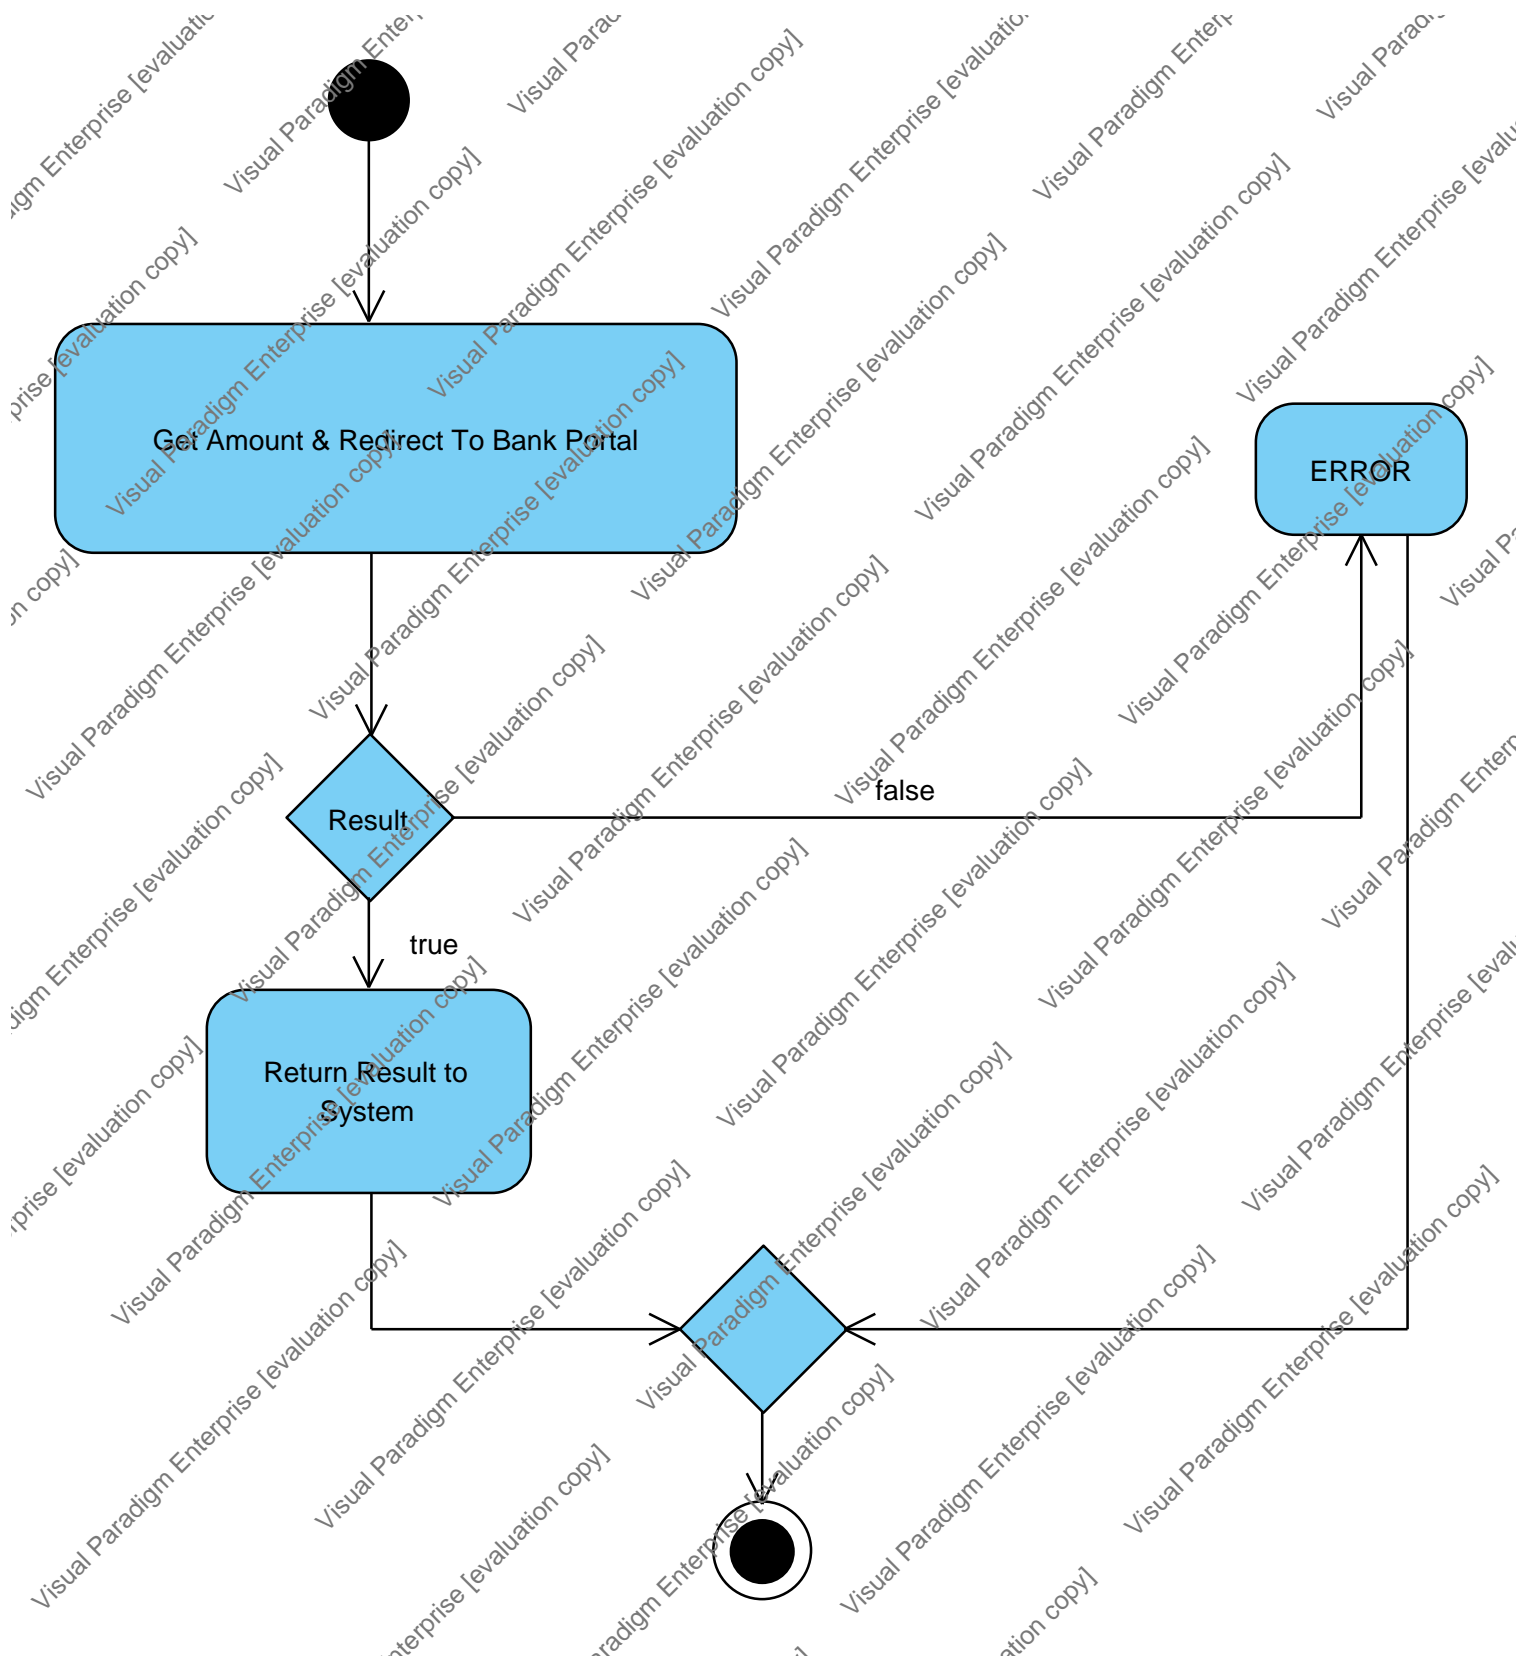 Get Amount & Redirect To Bank Portal
ERROR
Result
false
true
Return Result to
System
Visual Paradigm Enterprise [evaluation copy]